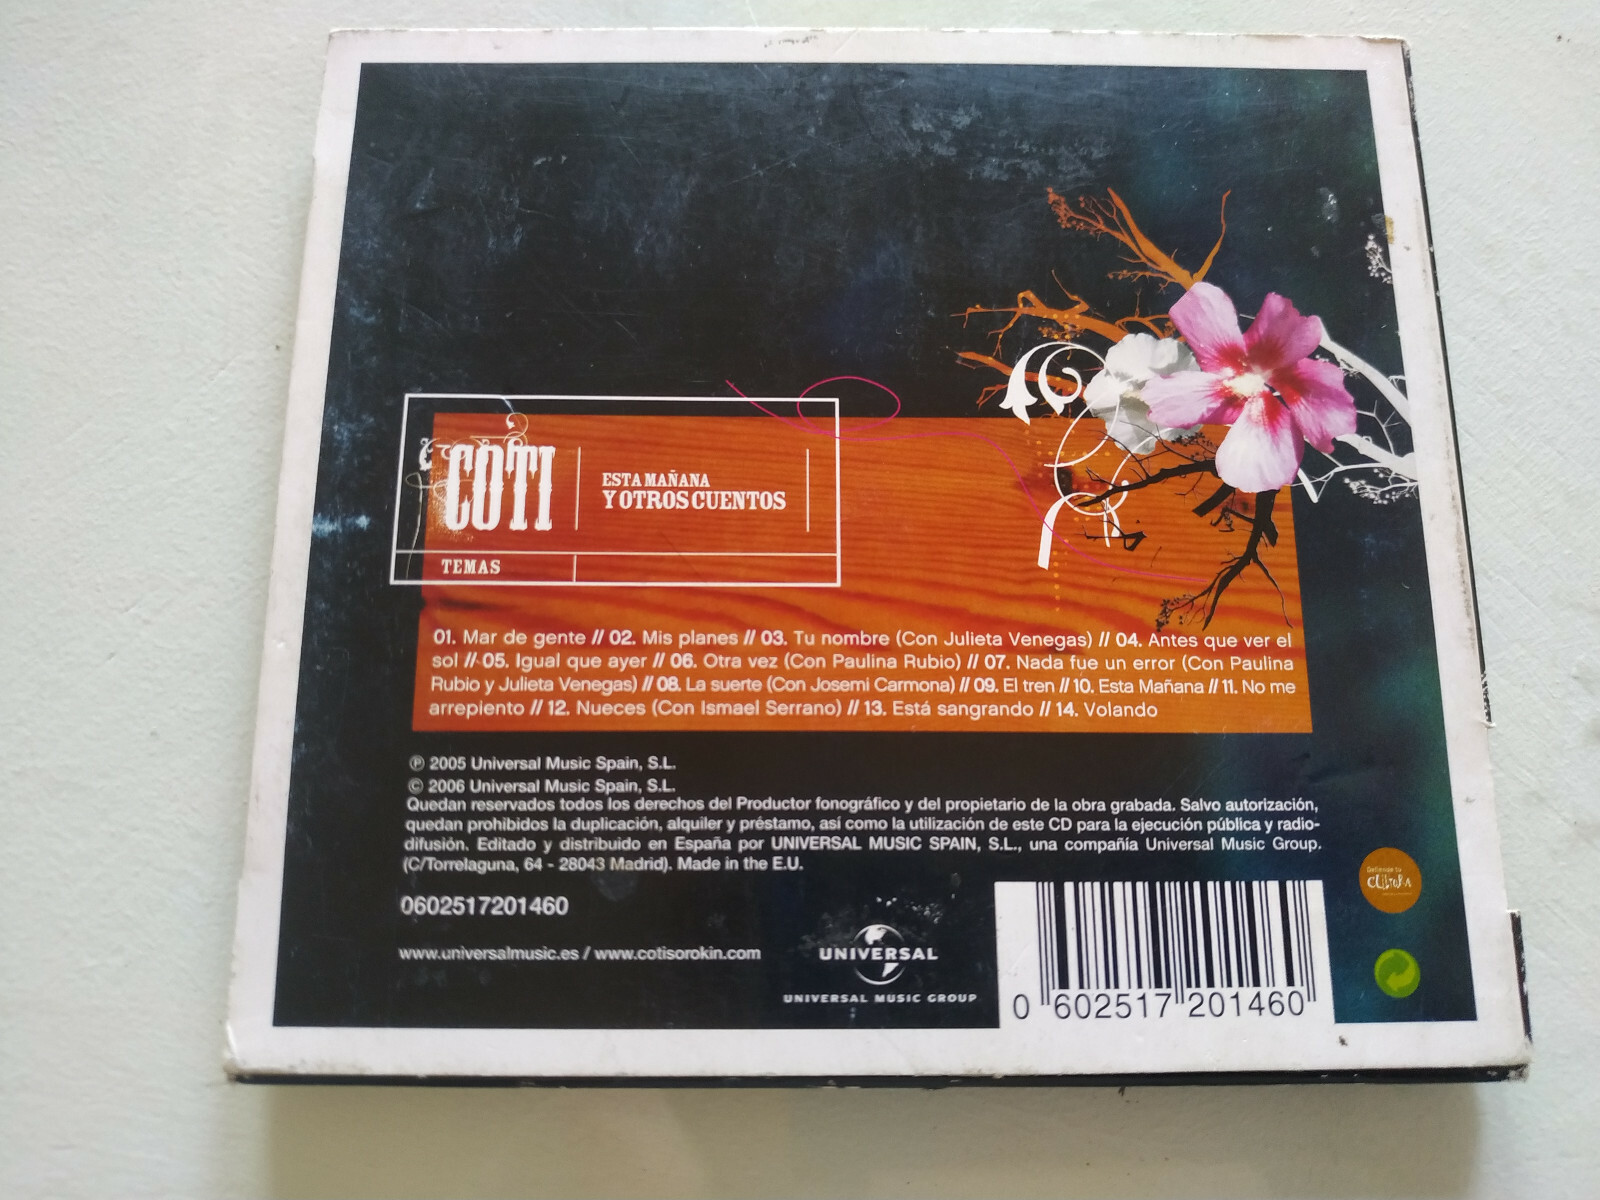 COTI
ESTA MAÑANA
Y OTROS CUENTOS
TEMAS
01. Mar de gente // 02. Mis planes // 03. Tu nombre (Con Julieta Venegas) // 04. Antes que ver el
sol // 05. Igual que ayer // 06. Otra vez (Con Paulina Rubio) // 07. Nada fue un error (Con Paulina
Rubio y Julieta Venegas) // 08. La suerte (Con Josemi Carmona) // 09. El tren // 10. Esta Mañana // 11. No me
arrepiento // 12. Nueces (Con Ismael Serrano) // 13. Está sangrando // 14. Volando
℗ 2005 Universal Music Spain, S.L.
© 2006 Universal Music Spain, S.L.
Quedan reservados todos los derechos del Productor fonográfico y del propietario de la obra grabada. Salvo autorización,
quedan prohibidos la duplicación, alquiler y préstamo, así como la utilización de este CD para la ejecución pública y radio-
difusión. Editado y distribuido en España por UNIVERSAL MUSIC SPAIN, S.L., una compañía Universal Music Group.
(C/Torrelaguna, 64 - 28043 Madrid). Made in the E.U.
0602517201460
www.universalmusic.es / www.cotisorokin.com
UNIVERSAL
UNIVERSAL MUSIC GROUP
0 602517 201460
Defiende tu
CULTURA